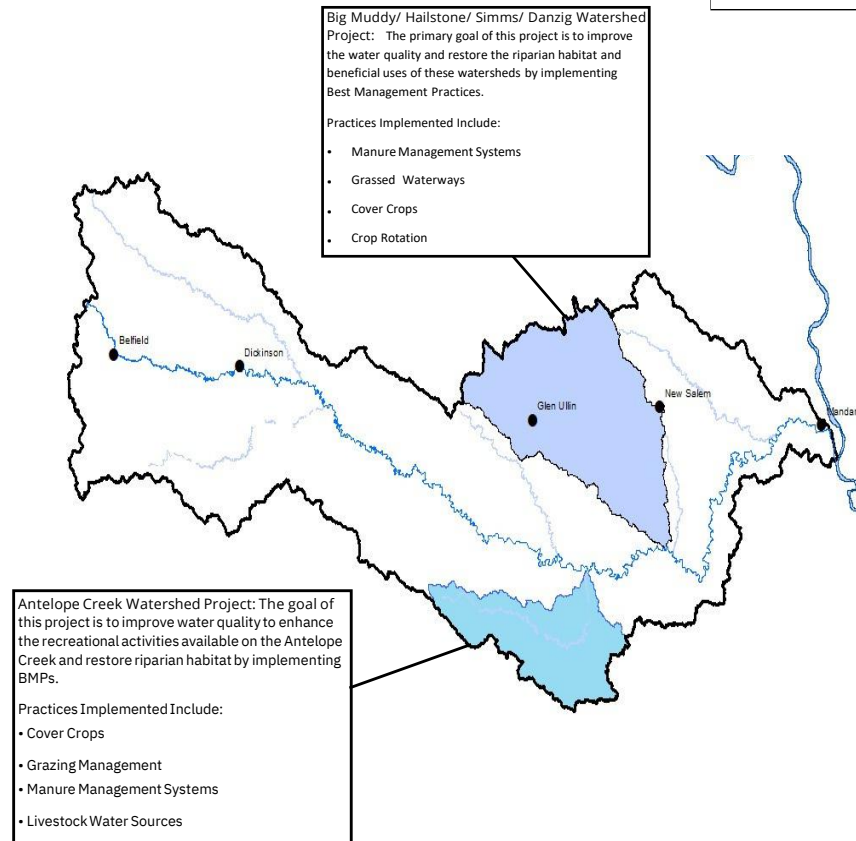 Big Muddy/ Hailstone/ Simms/ Danzig Watershed
Project: The primary goal of this project is to improve
the water quality and restore the riparian habitat and
beneficial uses of these watersheds by implementing
Best Management Practices.
Practices Implemented Include:
• Manure Management Systems
• Grassed Waterways
• Cover Crops
• Crop Rotation
Belfield
Dickinson
Glen Ullin
New Salem
Mandan
Antelope Creek Watershed Project: The goal of
this project is to improve water quality to enhance
the recreational activities available on the Antelope
Creek and restore riparian habitat by implementing
BMPs.
Practices Implemented Include:
• Cover Crops
• Grazing Management
• Manure Management Systems
• Livestock Water Sources